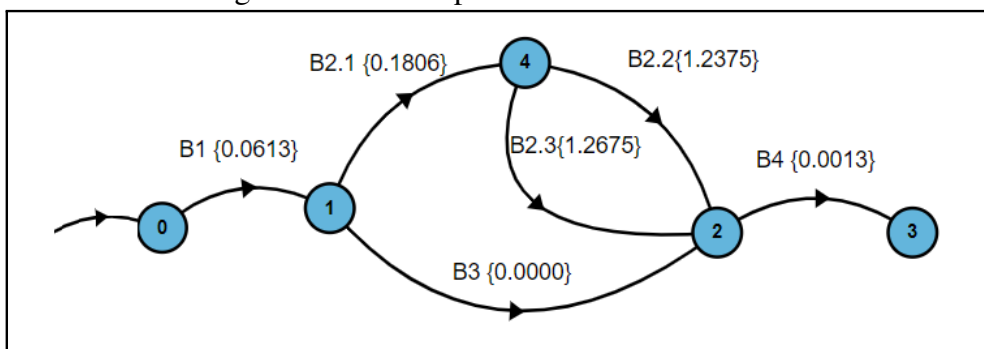 4
B2.1 {0.1806}
B2.2{1.2375}
B1 {0.0613}
B2.3{1.2675}
B4 {0.0013}
0
1
2
3
B3 {0.0000}